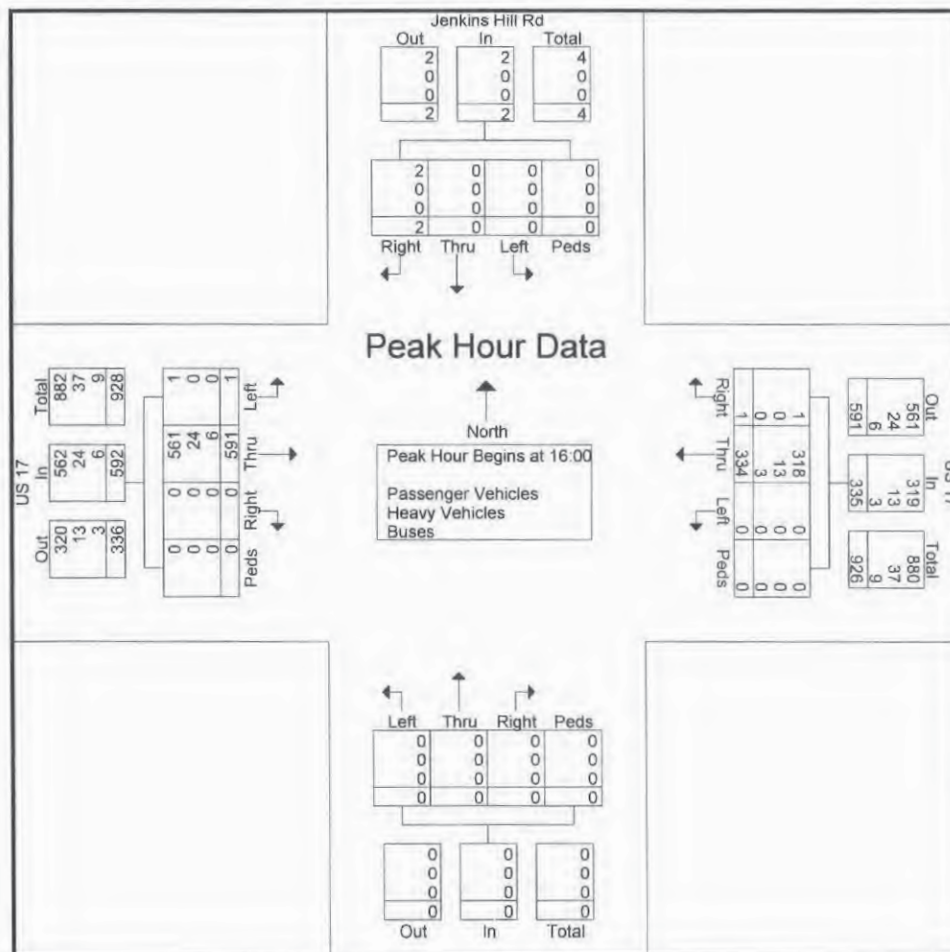 Jenkins Hill Rd
Out In Total
2 2 4
0 0 0
0 0 0
2 2 4
2 0 0 0
0 0 0 0
0 0 0 0
2 0 0 0
Right Thru Left Peds
Peak Hour Data
North
Peak Hour Begins at 16:00
Passenger Vehicles
Heavy Vehicles
Buses
US 17
Out In Total
320 562 882
13 24 37
3 6 9
336 592 928
Left Thru Right Peds
1 561 0 0
0 24 0 0
0 6 0 0
1 591 0 0
Right Thru Left Peds
1 318 0 0
0 13 0 0
0 3 0 0
1 334 0 0
Out In Total
561 319 880
24 13 37
6 3 9
591 335 926
Left Thru Right Peds
0 0 0 0
0 0 0 0
0 0 0 0
0 0 0 0
0 0 0
0 0 0
0 0 0
0 0 0
Out In Total